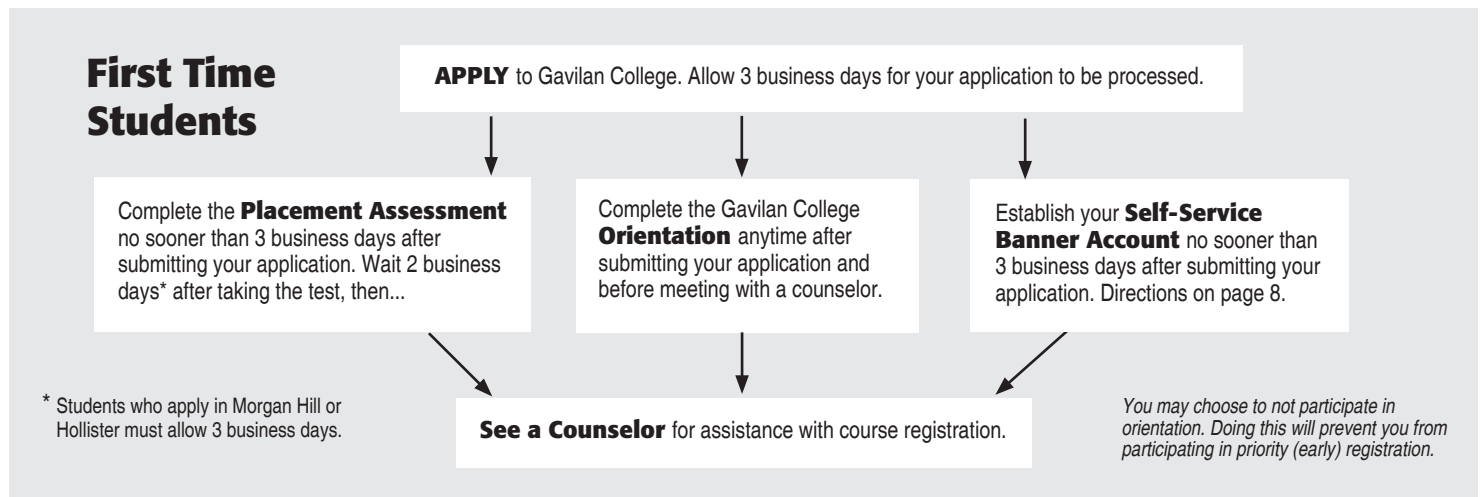 First Time
Students
APPLY to Gavilan College. Allow 3 business days for your application to be processed.
Complete the Placement Assessment
no sooner than 3 business days after
submitting your application. Wait 2 business
days* after taking the test, then...
Complete the Gavilan College
Orientation anytime after
submitting your application and
before meeting with a counselor.
Establish your Self-Service
Banner Account no sooner than
3 business days after submitting your
application. Directions on page 8.
* Students who apply in Morgan Hill or
Hollister must allow 3 business days.
See a Counselor for assistance with course registration.
You may choose to not participate in
orientation. Doing this will prevent you from
participating in priority (early) registration.